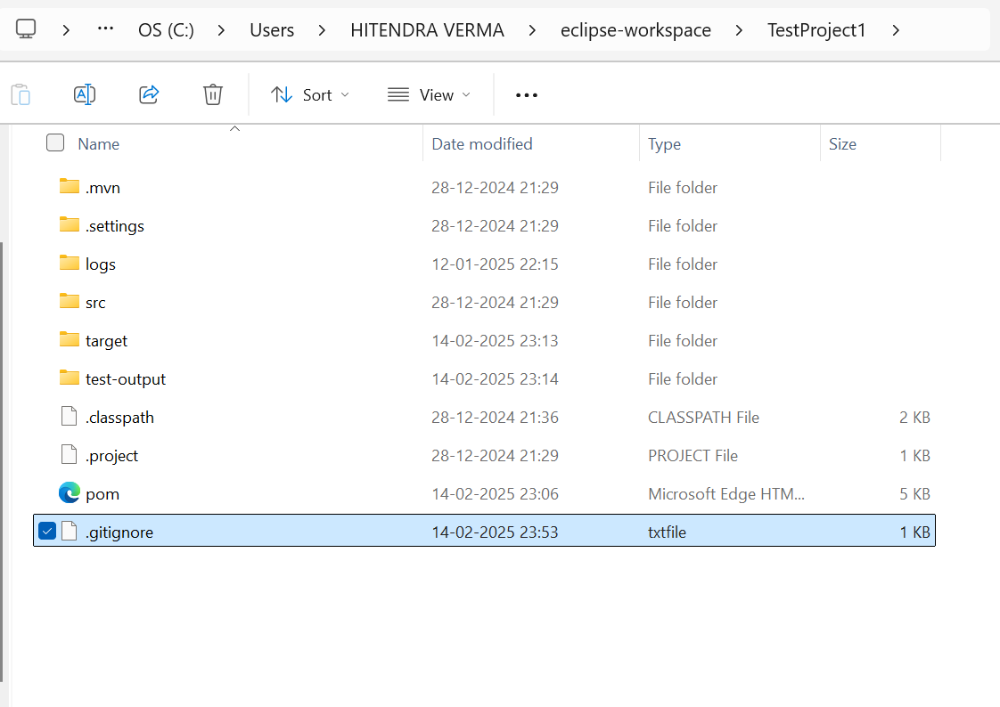 OS (C:) Users HITENDRA VERMA eclipse-workspace TestProject1
Sort View
Name Date modified Type Size
.mvn 28-12-2024 21:29 File folder
.settings 28-12-2024 21:29 File folder
logs 12-01-2025 22:15 File folder
src 28-12-2024 21:29 File folder
target 14-02-2025 23:13 File folder
test-output 14-02-2025 23:14 File folder
.classpath 28-12-2024 21:36 CLASSPATH File 2 KB
.project 28-12-2024 21:29 PROJECT File 1 KB
pom 14-02-2025 23:06 Microsoft Edge HTM... 5 KB
.gitignore 14-02-2025 23:53 txtfile 1 KB